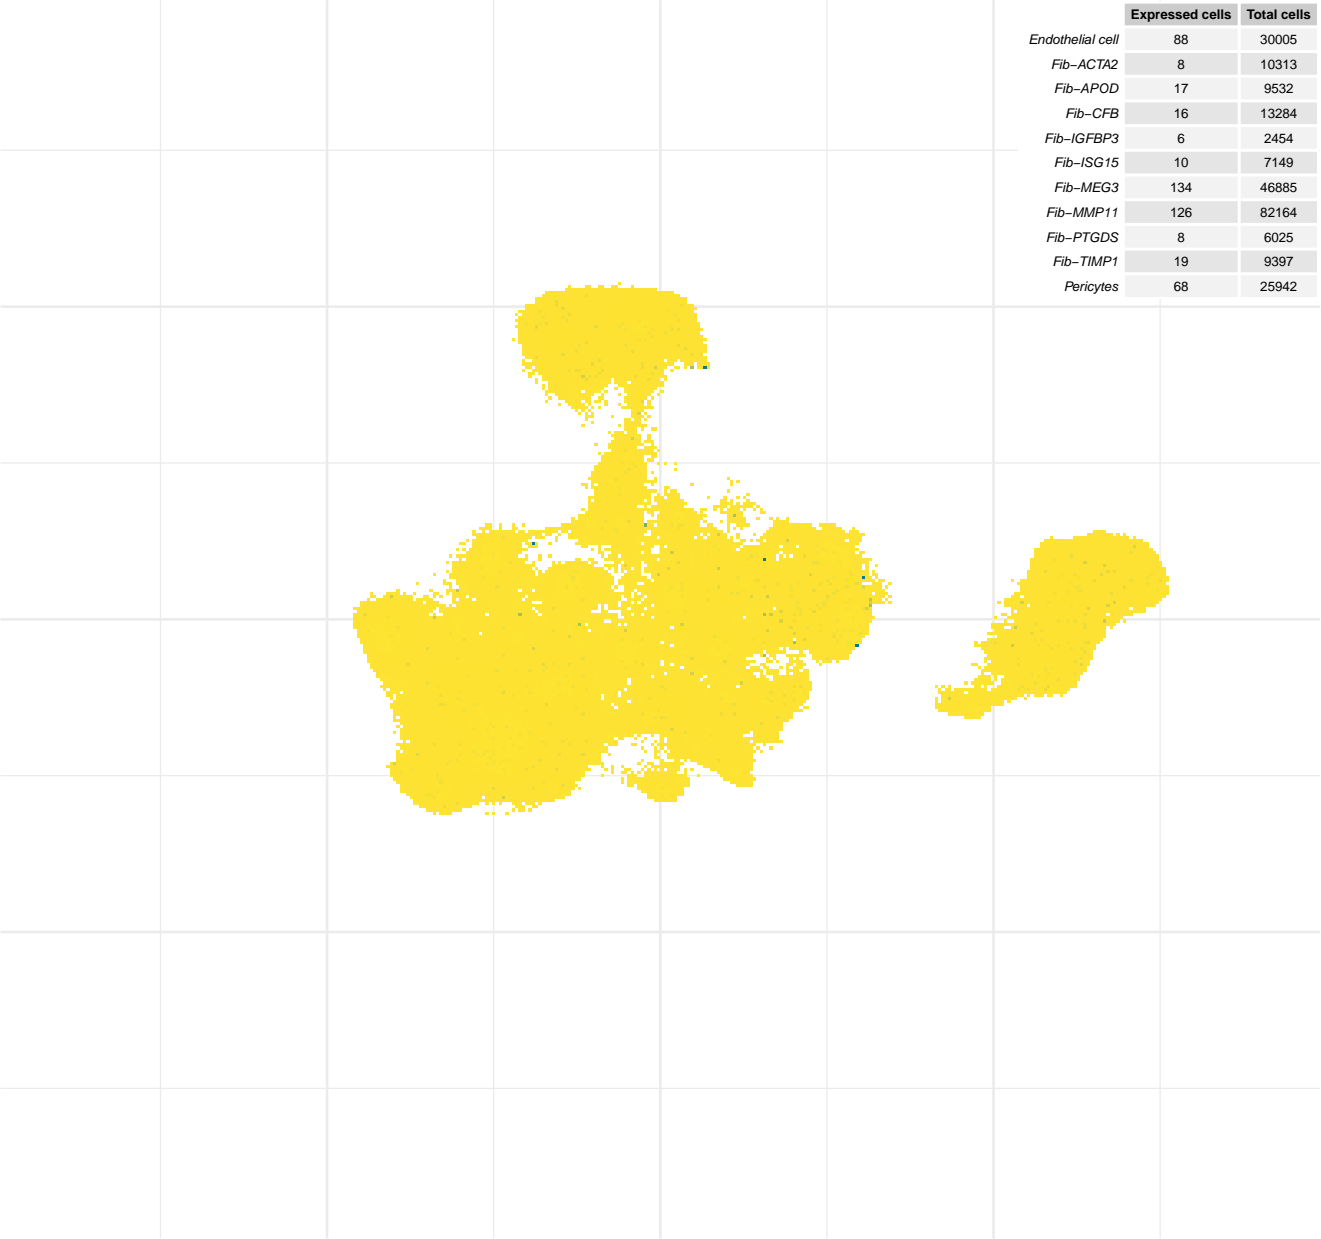 Expressed cells Total cells
Endothelial cell 88 30005
Fib−ACTA2 8 10313
Fib−APOD 17 9532
Fib−CFB 16 13284
Fib−IGFBP3 6 2454
Fib−ISG15 10 7149
Fib−MEG3 134 46885
Fib−MMP11 126 82164
Fib−PTGDS 8 6025
Fib−TIMP1 19 9397
Pericytes 68 25942